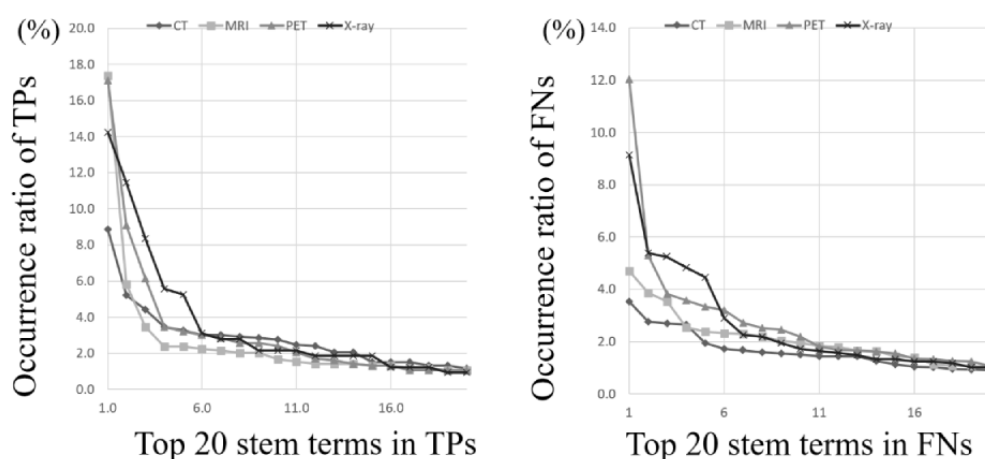 (%)
CT MRI PET X-ray
20.0
18.0
16.0
14.0
12.0
10.0
8.0
6.0
4.0
2.0
0.0
1.0 6.0 11.0 16.0
Occurrence ratio of TPs
Top 20 stem terms in TPs
(%)
CT MRI PET X-ray
14.0
12.0
10.0
8.0
6.0
4.0
2.0
0.0
1 6 11 16
Occurrence ratio of FNs
Top 20 stem terms in FNs